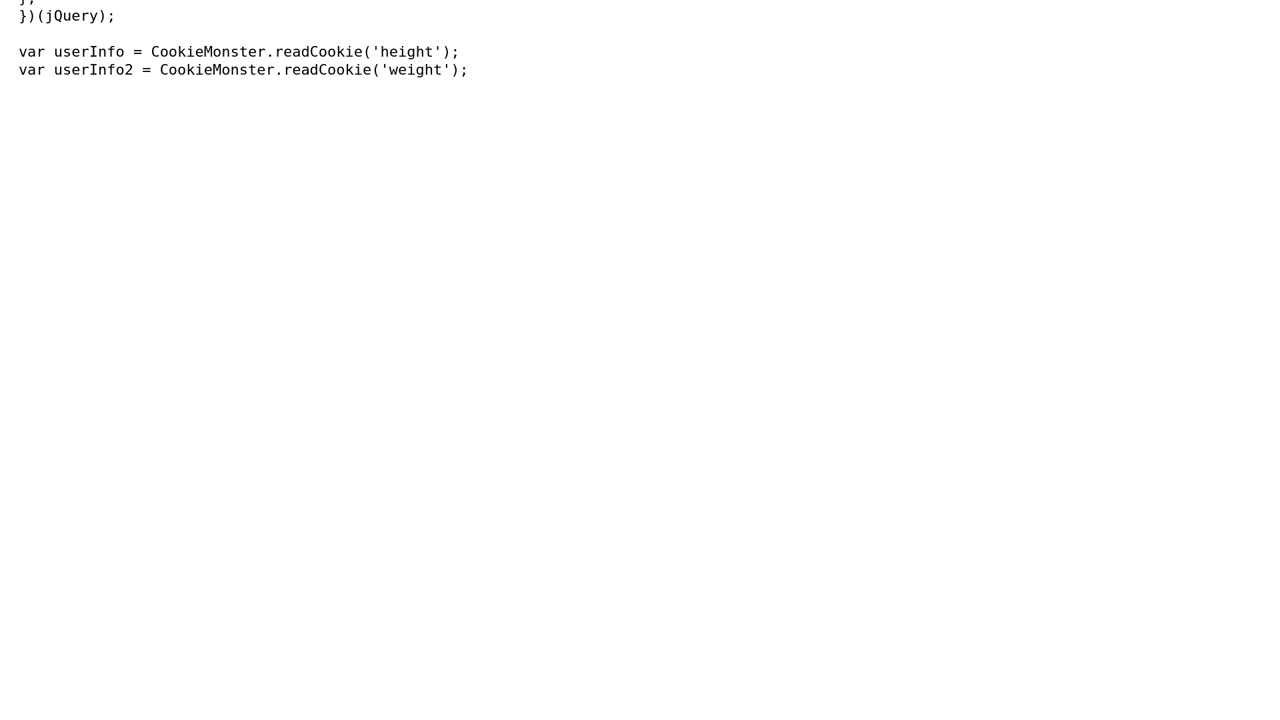 };
})(jQuery);
var userInfo = CookieMonster.readCookie('height');
var userInfo2 = CookieMonster.readCookie('weight');